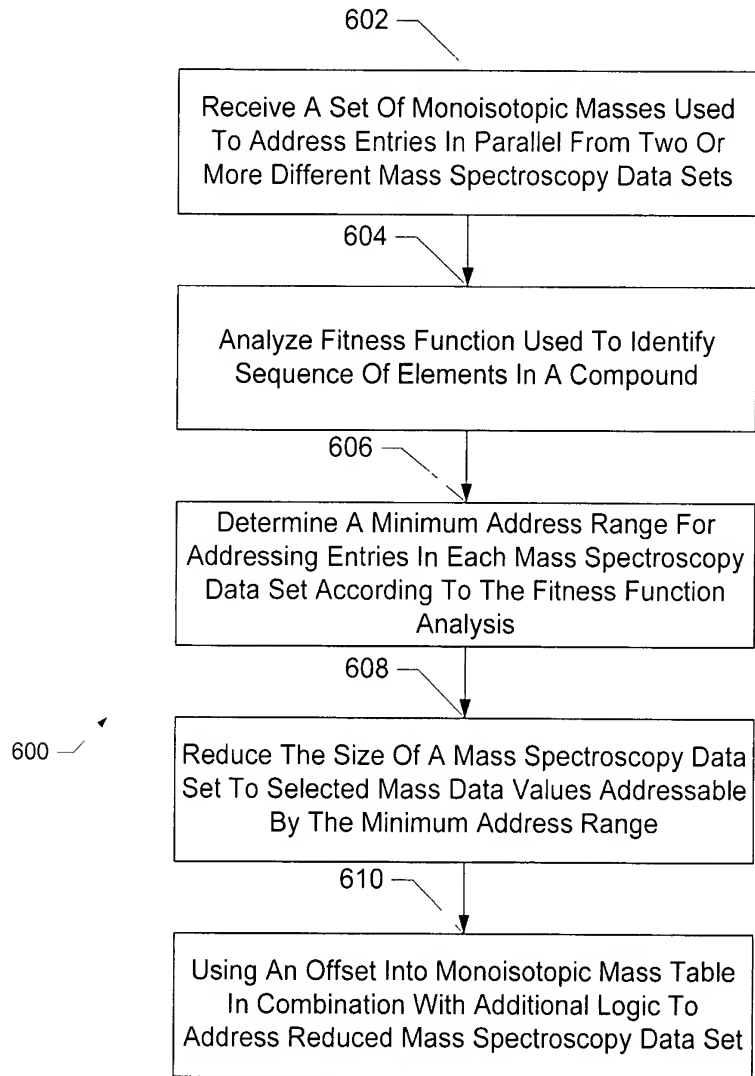 602
Receive A Set Of Monoisotopic Masses Used
To Address Entries In Parallel From Two Or
More Different Mass Spectroscopy Data Sets
604
Analyze Fitness Function Used To Identify
Sequence Of Elements In A Compound
606
Determine A Minimum Address Range For
Addressing Entries In Each Mass Spectroscopy
Data Set According To The Fitness Function
Analysis
608
600
Reduce The Size Of A Mass Spectroscopy Data
Set To Selected Mass Data Values Addressable
By The Minimum Address Range
610
Using An Offset Into Monoisotopic Mass Table
In Combination With Additional Logic To
Address Reduced Mass Spectroscopy Data Set